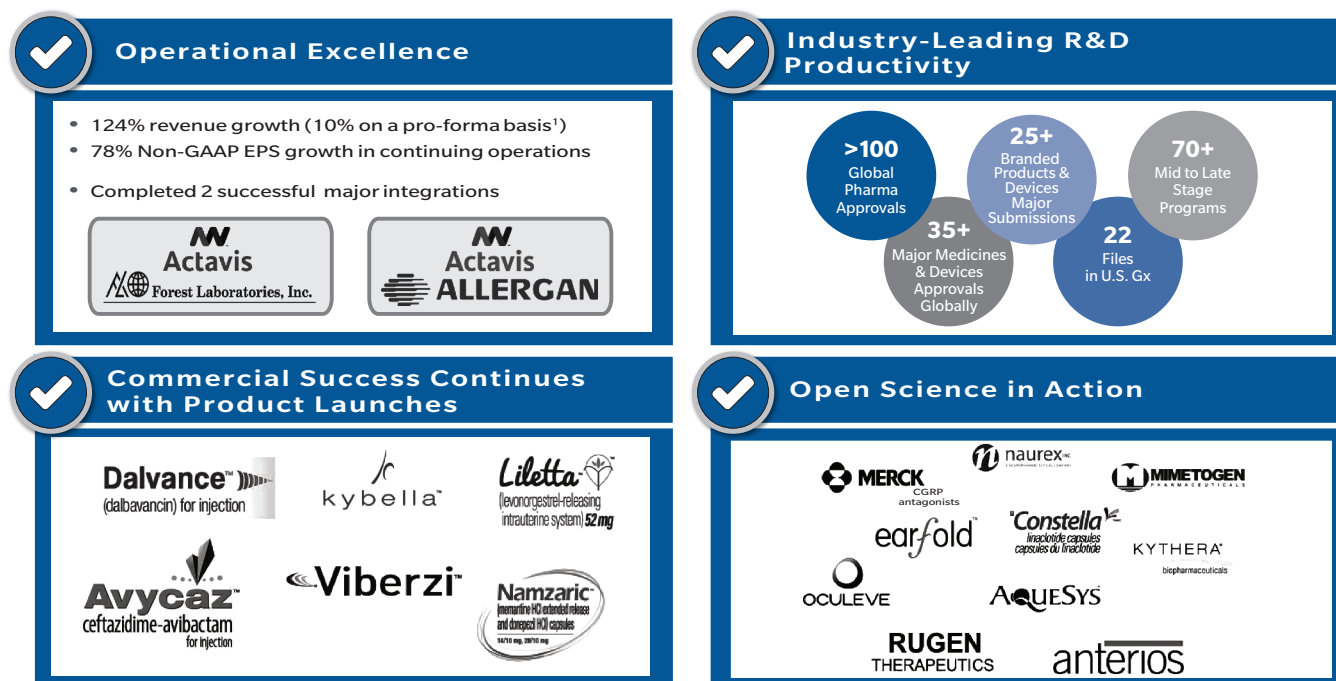 Operational Excellence
• 124% revenue growth (10% on a pro-forma basis¹)
• 78% Non-GAAP EPS growth in continuing operations
• Completed 2 successful major integrations
Actavis
Forest Laboratories, Inc.
Actavis
ALLERGAN
Industry-Leading R&D
Productivity
>100
Global
Pharma
Approvals
35+
Major Medicines
& Devices
Approvals
Globally
25+
Branded
Products &
Devices
Major
Submissions
22
Files
in U.S. Gx
70+
Mid to Late
Stage
Programs
Commercial Success Continues
with Product Launches
Dalvance™
(dalbavancin) for injection
kybella™
Liletta™
(levonorgestrel-releasing
intrauterine system) 52 mg
Avycaz™
ceftazidime-avibactam
for injection
Viberzi™
Namzaric™
(memantine HCl extended release
and donepezil HCl) capsules
14/10 mg, 28/10 mg
Open Science in Action
naurex INC
MERCK
CGRP
antagonists
MIMETOGEN
PHARMACEUTICALS
earfold™
Constella
linaclotide capsules
capsules du linaclotide
KYTHERA®
biopharmaceuticals
OCULEVE
AQUESYS
RUGEN
THERAPEUTICS
anterios